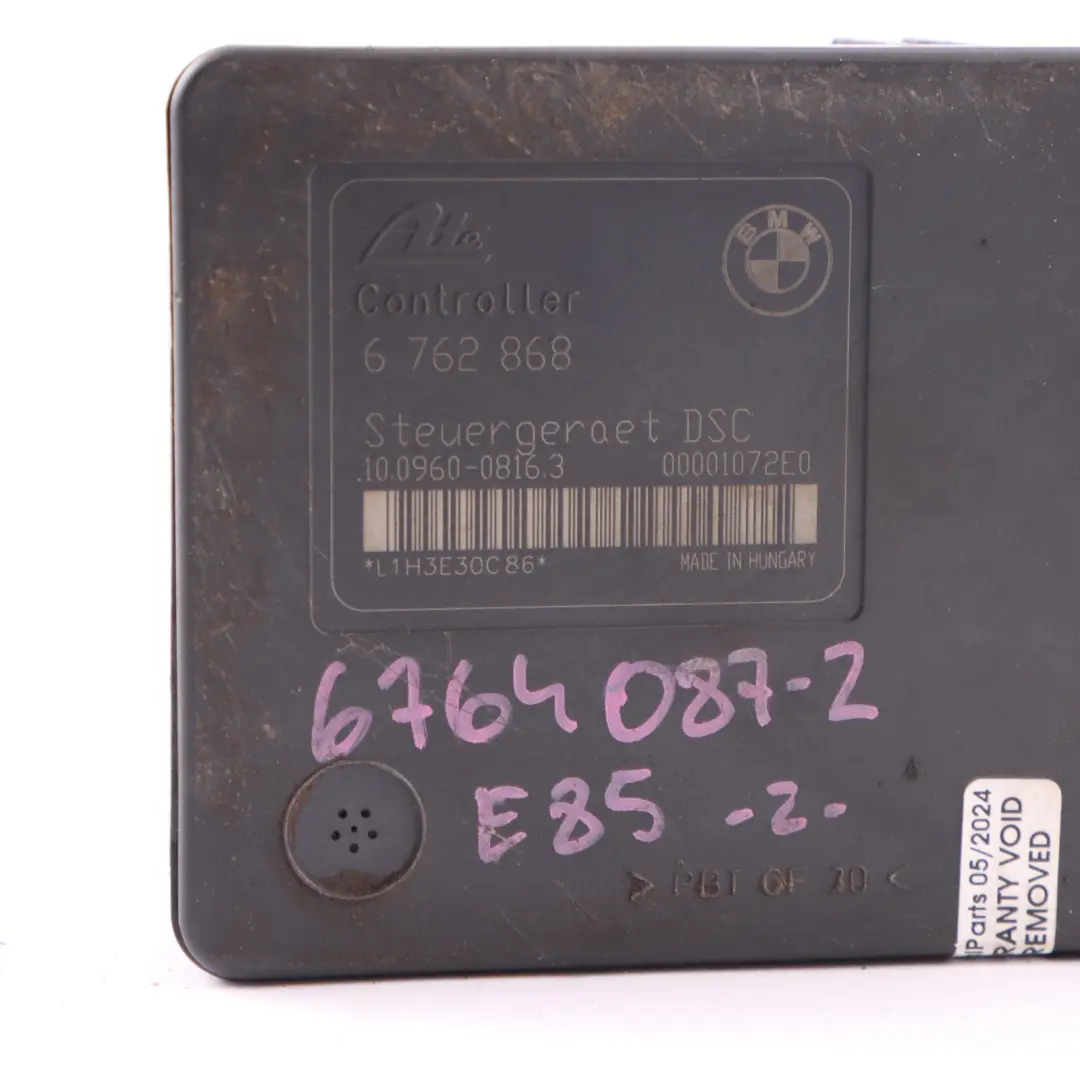 Ate
BMW
Controller
6 762 868
Steuergeraet DSC
.10.0960-0816.3 00001072E0
*L1H3E30C86*
MADE IN HUNGARY
6764087-2
E85 -2-
> PBT GF 30 <
Parts 05/2024
RANTY VOID
REMOVED